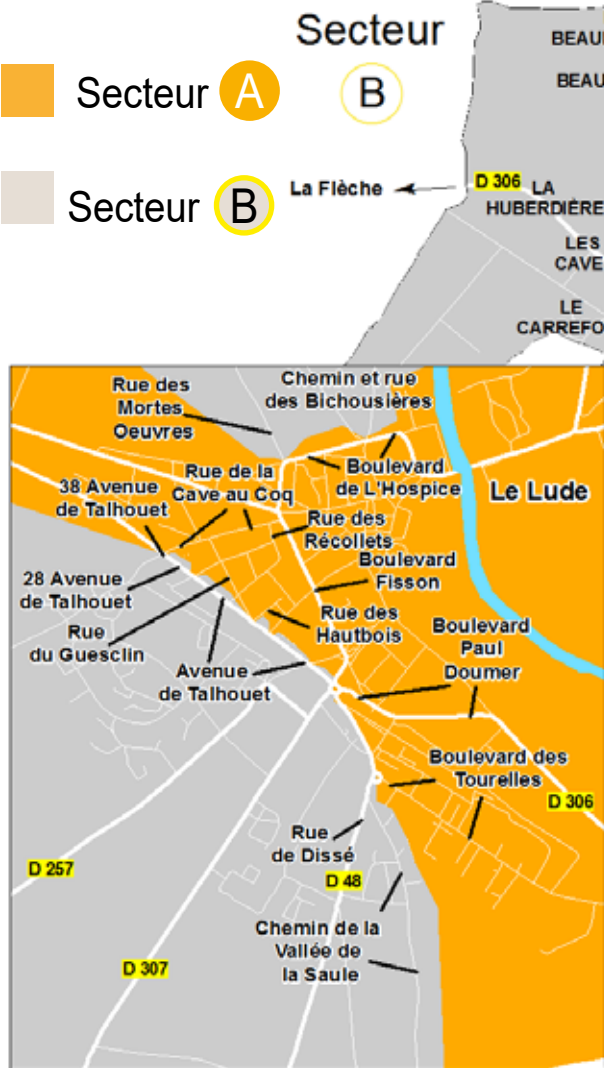 Secteur
B
Secteur A
Secteur B
BEAU
BEAU
La Flèche
D 306
LA
HUBERDIÈRE
LES
CAVE
LE
CARREFO
Rue des
Mortes
Oeuvres
Chemin et rue
des Bichousières
Rue de la
Cave au Coq
Boulevard
de L'Hospice
Le Lude
38 Avenue
de Talhouet
Rue des
Récollets
28 Avenue
de Talhouet
Boulevard
Fisson
Rue
du Guesclin
Rue des
Hautbois
Boulevard
Paul
Doumer
Avenue
de Talhouet
Boulevard des
Tourelles
D 306
Rue
de Dissé
D 257
D 48
Chemin de la
Vallée de
la Saule
D 307